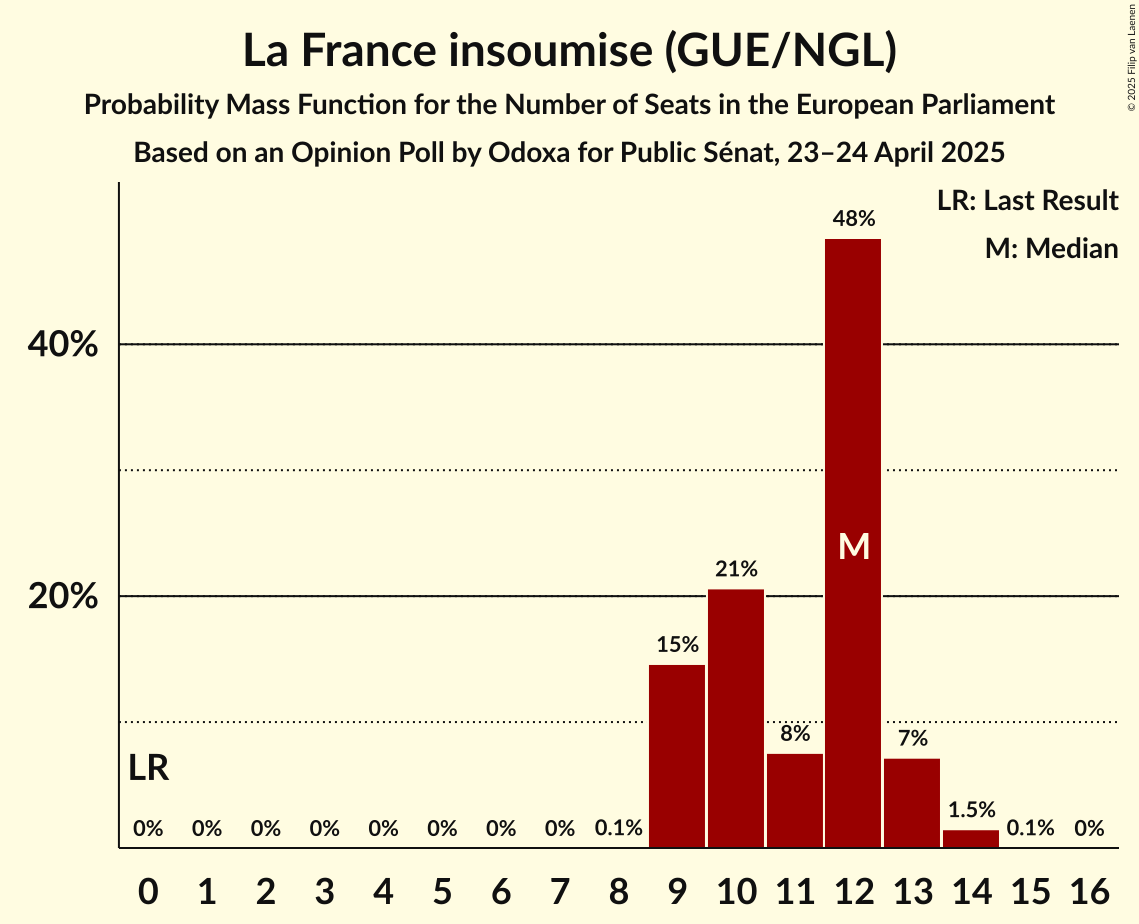 La France insoumise (GUE/NGL)
Probability Mass Function for the Number of Seats in the European Parliament
Based on an Opinion Poll by Odoxa for Public Sénat, 23–24 April 2025
© 2025 Filip van Laenen
LR: Last Result
M: Median
48%
40%
M
21%
20%
15%
8%
7%
LR
1.5%
0% 0% 0% 0% 0% 0% 0% 0% 0.1% 0.1% 0%
0 1 2 3 4 5 6 7 8 9 10 11 12 13 14 15 16